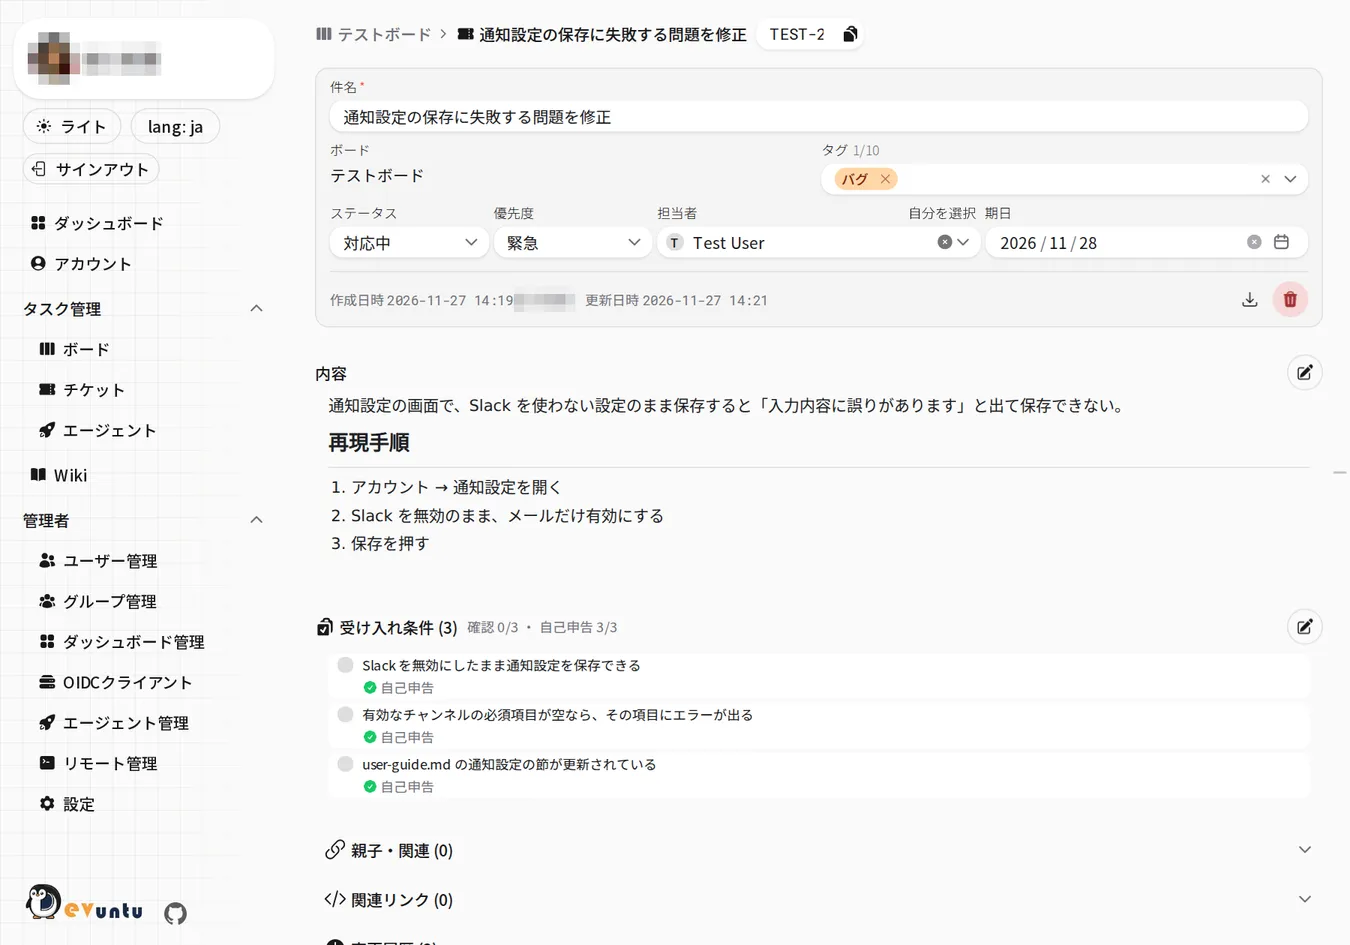 テストボード > 通知設定の保存に失敗する問題を修正 TEST-2
ライト lang: ja
サインアウト
ダッシュボード
アカウント
タスク管理
ボード
チケット
エージェント
Wiki
管理者
ユーザー管理
グループ管理
ダッシュボード管理
OIDCクライアント
エージェント管理
リモート管理
設定
evuntu
件名 *
通知設定の保存に失敗する問題を修正
ボード タグ 1/10
テストボード バグ
ステータス 優先度 担当者 自分を選択 期日
対応中 緊急 T Test User 2026 / 11 / 28
作成日時 2026-11-27 14:19 更新日時 2026-11-27 14:21
内容
通知設定の画面で、Slack を使わない設定のまま保存すると「入力内容に誤りがあります」と出て保存できない。
再現手順
1. アカウント → 通知設定を開く
2. Slack を無効のまま、メールだけ有効にする
3. 保存を押す
受け入れ条件 (3) 確認 0/3 ・ 自己申告 3/3
Slack を無効にしたまま通知設定を保存できる
自己申告
有効なチャンネルの必須項目が空なら、その項目にエラーが出る
自己申告
user-guide.md の通知設定の節が更新されている
自己申告
親子・関連 (0)
関連リンク (0)